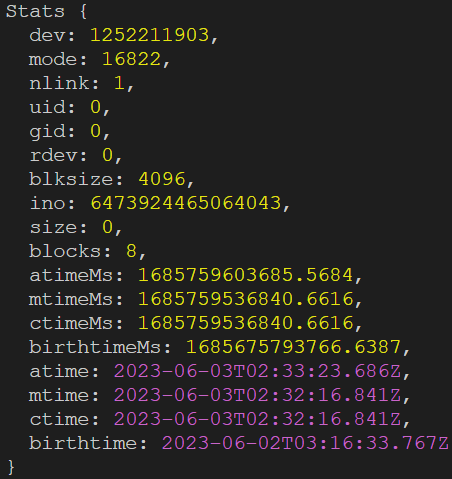 Stats {
  dev: 1252211903,
  mode: 16822,
  nlink: 1,
  uid: 0,
  gid: 0,
  rdev: 0,
  blksize: 4096,
  ino: 6473924465064043,
  size: 0,
  blocks: 8,
  atimeMs: 1685759603685.5684,
  mtimeMs: 1685759536840.6616,
  ctimeMs: 1685759536840.6616,
  birthtimeMs: 1685675793766.6387,
  atime: 2023-06-03T02:33:23.686Z,
  mtime: 2023-06-03T02:32:16.841Z,
  ctime: 2023-06-03T02:32:16.841Z,
  birthtime: 2023-06-02T03:16:33.767Z
}